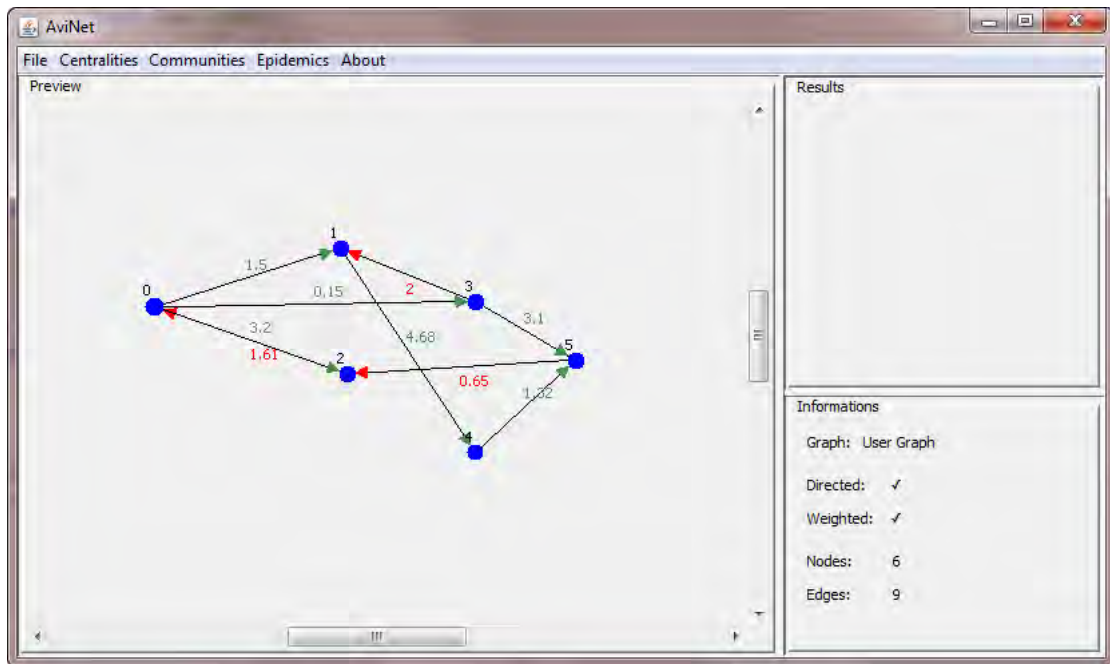 AviNet
File Centralities Communities Epidemics About
Preview
Results
1
1,5
0
0,15
2
3
3.2
1.61
4.68
3.1
2
5
0.65
1,32
4
Informations
Graph: User Graph
Directed: ✓
Weighted: ✓
Nodes: 6
Edges: 9